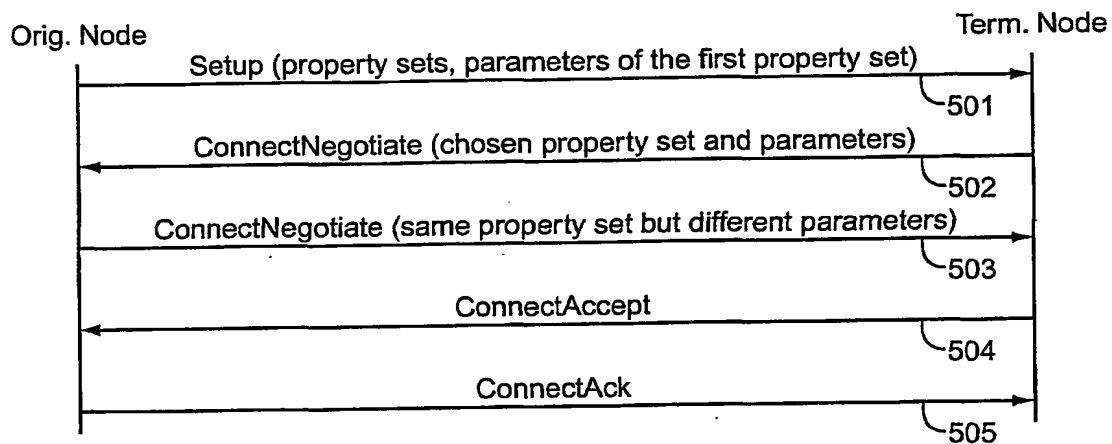 Orig. Node
Term. Node
Setup (property sets, parameters of the first property set)
501
ConnectNegotiate (chosen property set and parameters)
502
ConnectNegotiate (same property set but different parameters)
503
ConnectAccept
504
ConnectAck
505